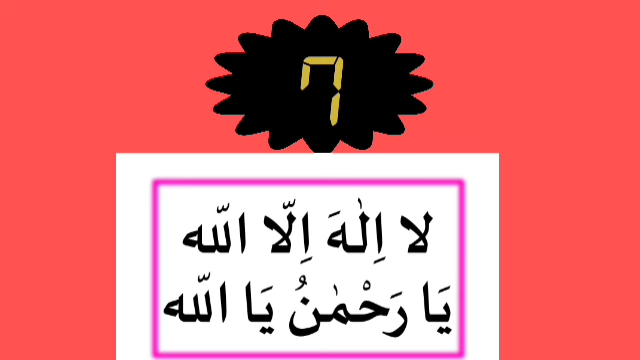 7
لا اِلٰهَ اِلّا اللّٰه
يَا رَحْمٰنُ يَا اللّٰه